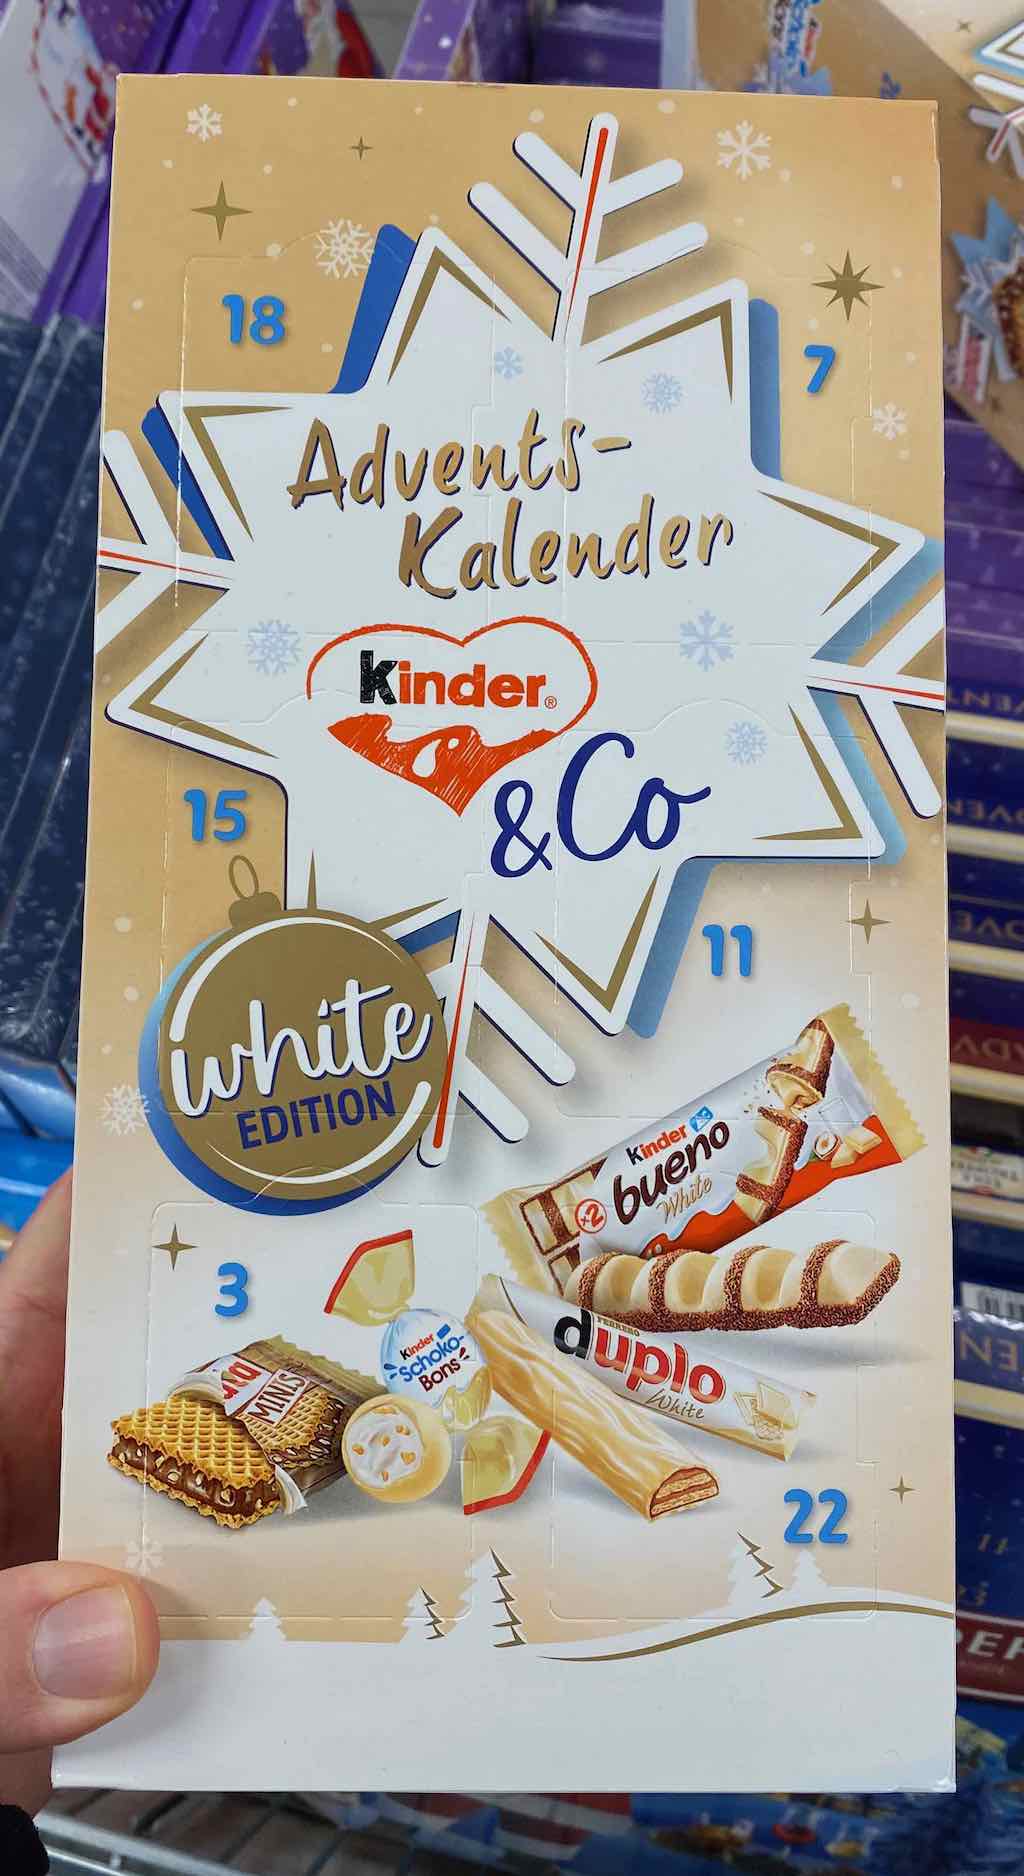 18
7
Advents-
Kalender
kinder®
&Co
15
11
white
EDITION
Kinder
bueno
White
x2
3
Kinder
Schoko-
Bons
MINIS
FERRERO
duplo
White
22